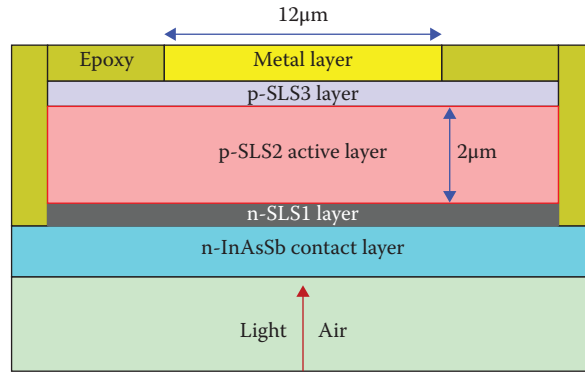 12μm
Epoxy
Metal layer
p-SLS3 layer
p-SLS2 active layer
2μm
n-SLS1 layer
n-InAsSb contact layer
Light
Air